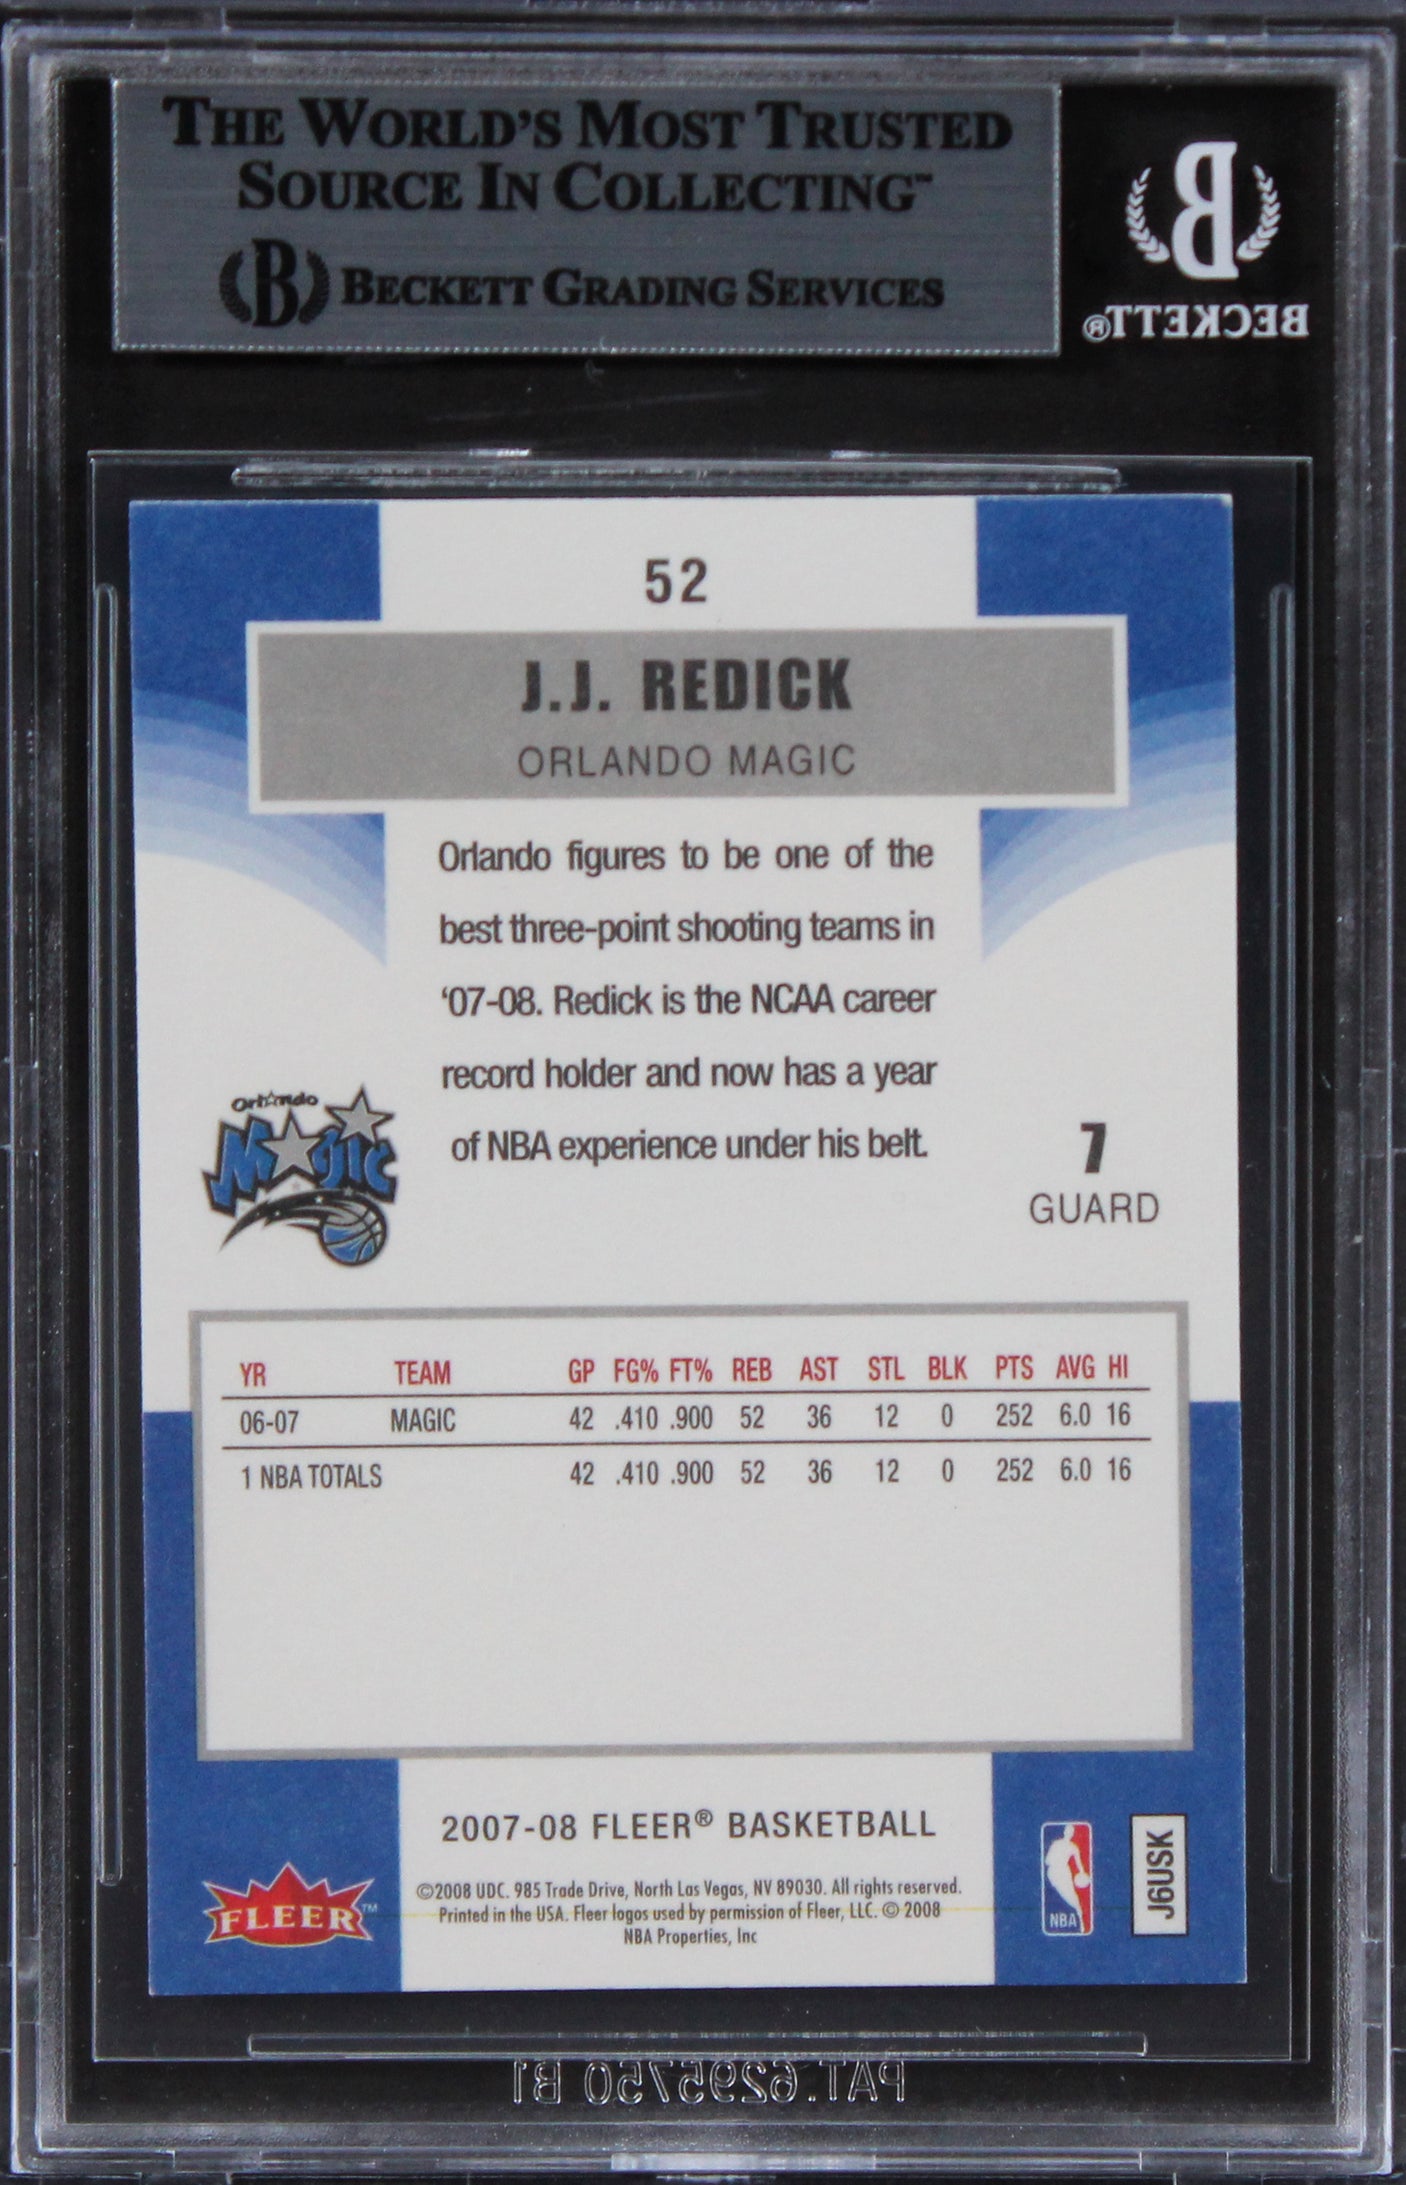 THE WORLD'S MOST TRUSTED
SOURCE IN COLLECTING™
B BECKETT GRADING SERVICES
B
BECKETT®
52
J.J. REDICK
ORLANDO MAGIC
Orlando figures to be one of the
best three-point shooting teams in
'07-08. Redick is the NCAA career
record holder and now has a year
of NBA experience under his belt.
Orlando
MAGIC
7
GUARD
YR TEAM GP FG% FT% REB AST STL BLK PTS AVG HI
06-07 MAGIC 42 .410 .900 52 36 12 0 252 6.0 16
1 NBA TOTALS 42 .410 .900 52 36 12 0 252 6.0 16
2007-08 FLEER® BASKETBALL
©2008 UDC. 985 Trade Drive, North Las Vegas, NV 89030. All rights reserved.
Printed in the USA. Fleer logos used by permission of Fleer, LLC. © 2008
NBA Properties, Inc
FLEER™
NBA
J6USK
PAT.6295750 B1